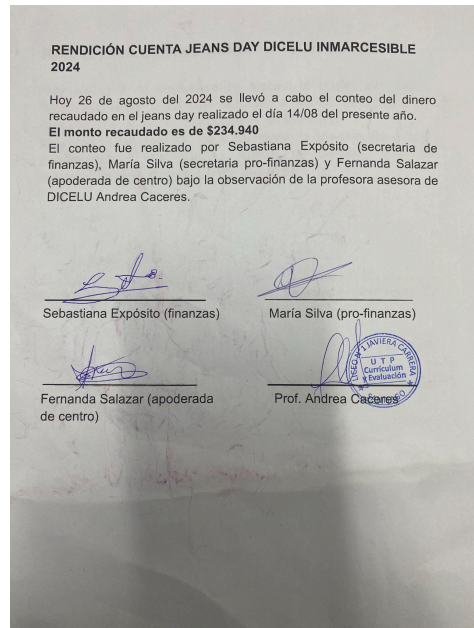 RENDICIÓN CUENTA JEANS DAY DICELU INMARCESIBLE
2024
Hoy 26 de agosto del 2024 se llevó a cabo el conteo del dinero
recaudado en el jeans day realizado el día 14/08 del presente año.
El monto recaudado es de $234.940
El conteo fue realizado por Sebastiana Expósito (secretaria de
finanzas), María Silva (secretaria pro-finanzas) y Fernanda Salazar
(apoderada de centro) bajo la observación de la profesora asesora de
DICELU Andrea Caceres.
Sebastiana Expósito (finanzas)
María Silva (pro-finanzas)
Fernanda Salazar (apoderada
de centro)
Prof. Andrea Caceres
LICEO N°1 JAVIERA CARRERA
UTP
Curriculum
y Evaluación
SANTIAGO